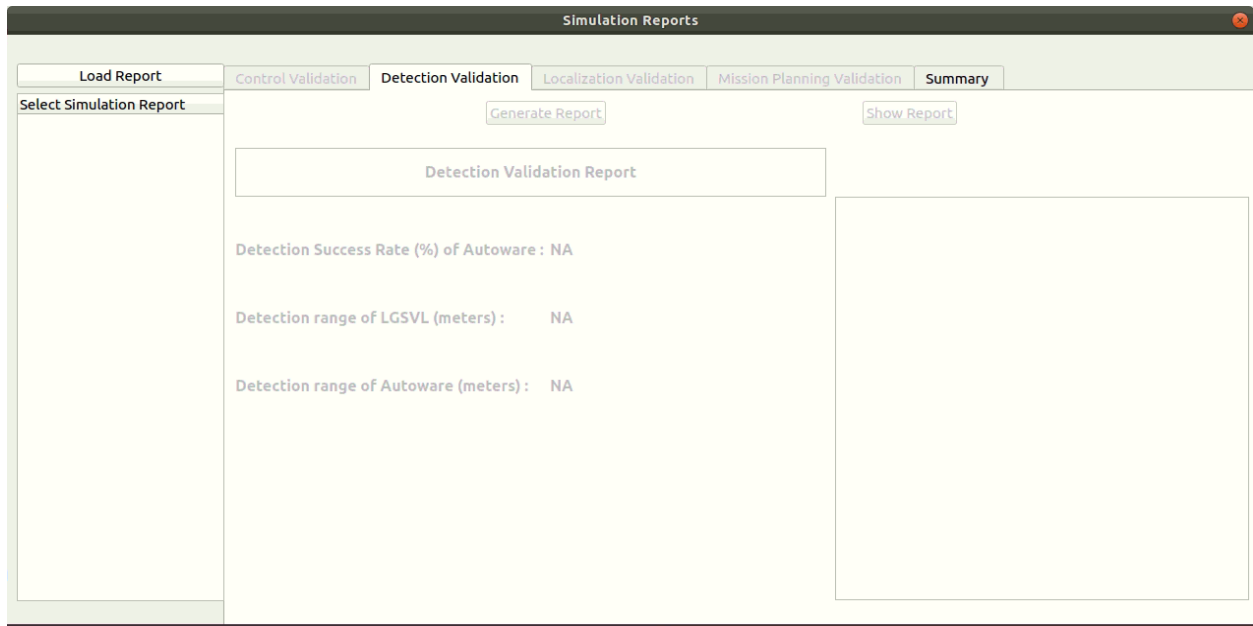 Simulation Reports
Load Report
Control Validation
Detection Validation
Localization Validation
Mission Planning Validation
Summary
Select Simulation Report
Generate Report
Show Report
Detection Validation Report
Detection Success Rate (%) of Autoware : NA
Detection range of LGSVL (meters) : NA
Detection range of Autoware (meters) : NA